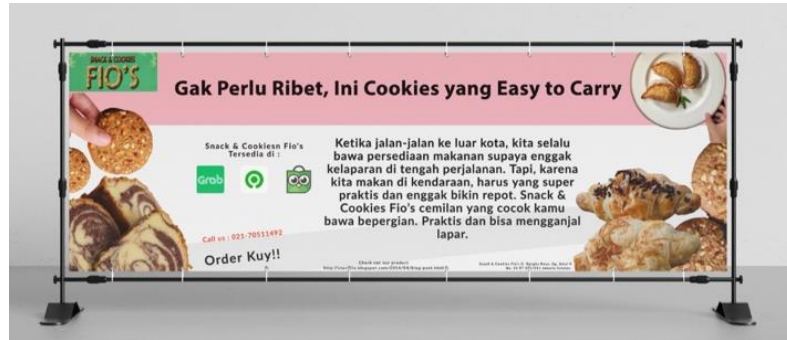 SNACK & COOKIES
FIO'S
Gak Perlu Ribet, Ini Cookies yang Easy to Carry
Snack & Cookiesn Fio's
Tersedia di :
Grab
Ketika jalan-jalan ke luar kota, kita selalu
bawa persediaan makanan supaya enggak
kelaparan di tengah perjalanan. Tapi, karena
kita makan di kendaraan, harus yang super
praktis dan enggak bikin repot. Snack &
Cookies Fio's cemilan yang cocok kamu
bawa bepergian. Praktis dan bisa mengganjal
lapar.
Call us : 021-70511492
Order Kuy!!
Check out our product